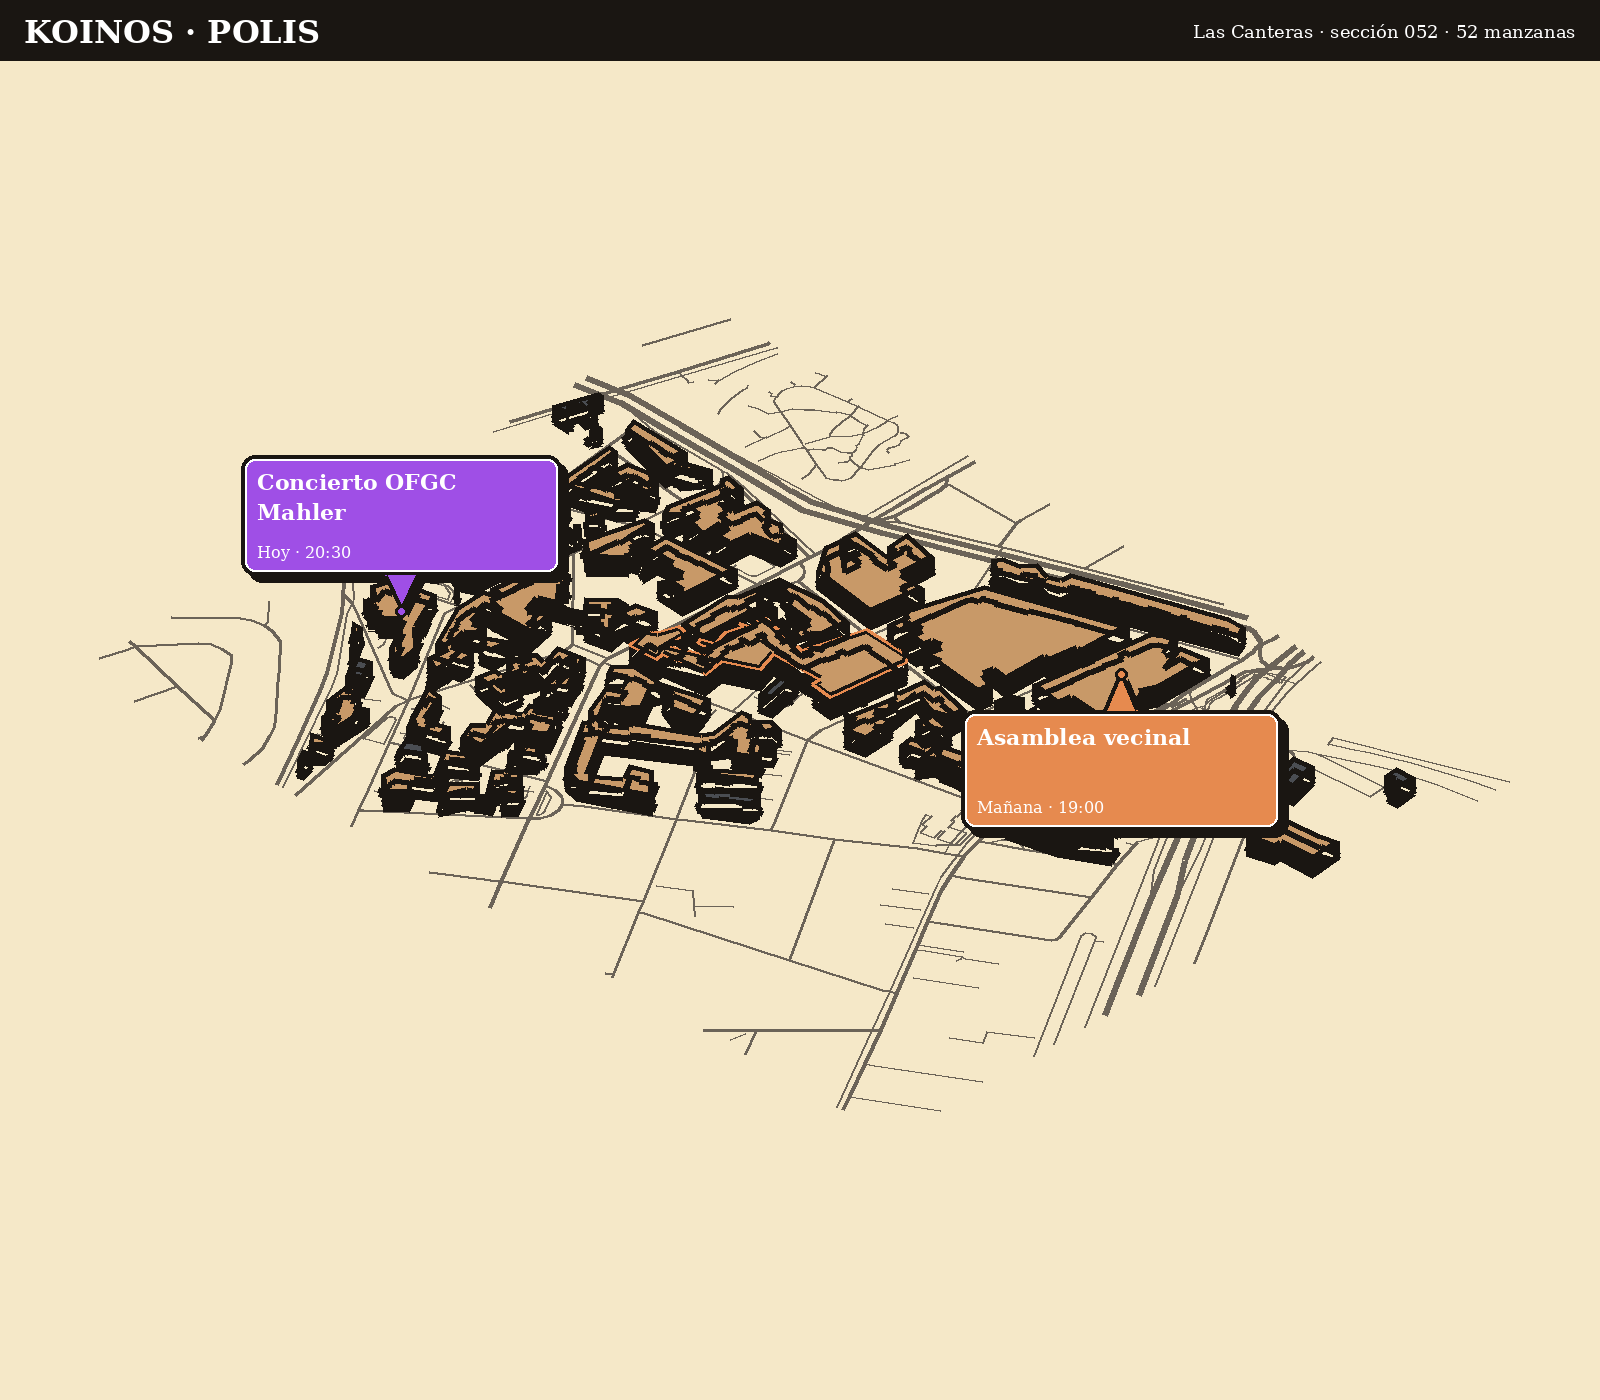 KOINOS · POLIS
Las Canteras · sección 052 · 52 manzanas
Concierto OFGC
Mahler
Hoy · 20:30
Asamblea vecinal
Mañana · 19:00